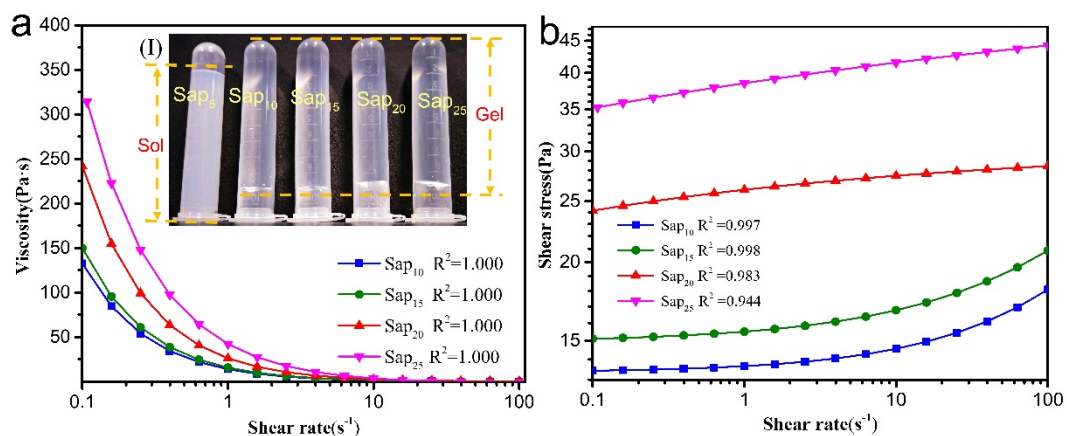 a
(I)
Sap₅ Sap₁₀ Sap₁₅ Sap₂₀ Sap₂₅
Sol
Gel
Viscosity(Pa·s)
400
350
300
250
200
150
100
50
Sap₁₀ R²=1.000
Sap₁₅ R²=1.000
Sap₂₀ R²=1.000
Sap₂₅ R²=1.000
0.1 1 10 100
Shear rate(s⁻¹)
b
Shear stress(Pa)
45
40
35
30
25
20
15
Sap₁₀ R²=0.997
Sap₁₅ R²=0.998
Sap₂₀ R²=0.983
Sap₂₅ R²=0.944
0.1 1 10 100
Shear rate(s⁻¹)